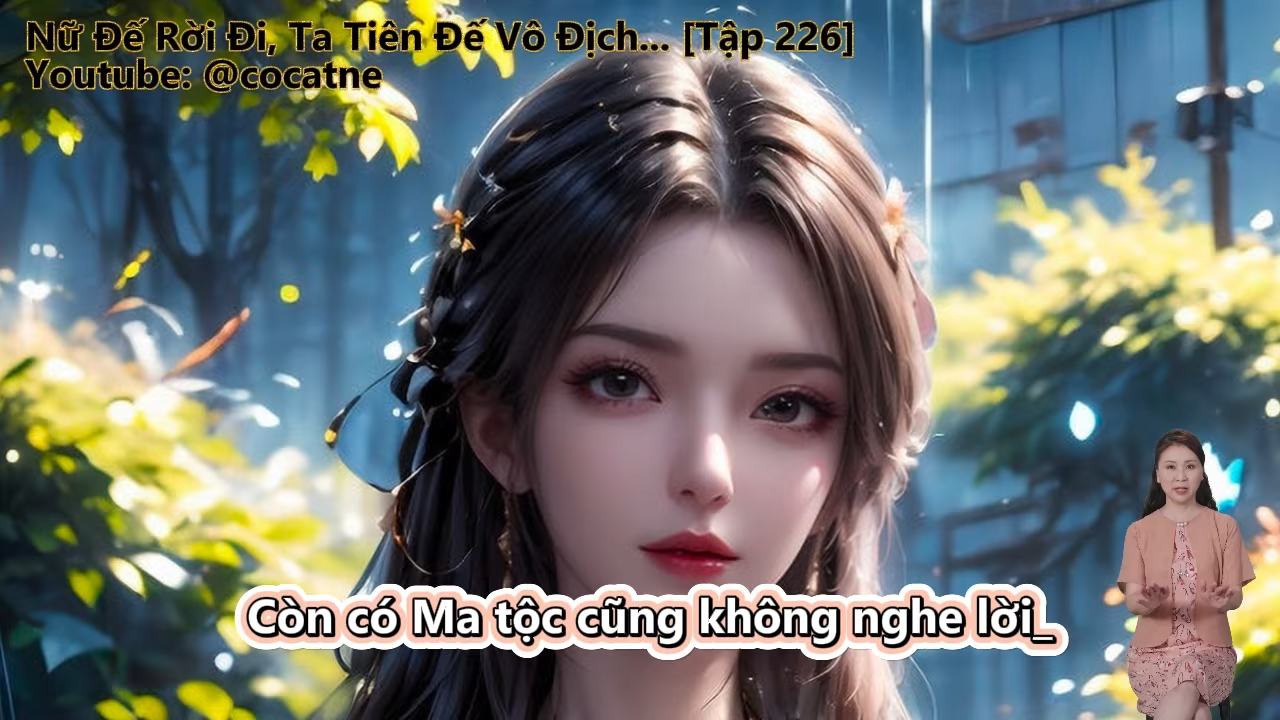 Nữ Đế Rời Đi, Ta Tiên Đế Vô Địch... [Tập 226]
Youtube: @cocatne
Còn có Ma tộc cũng không nghe lời_